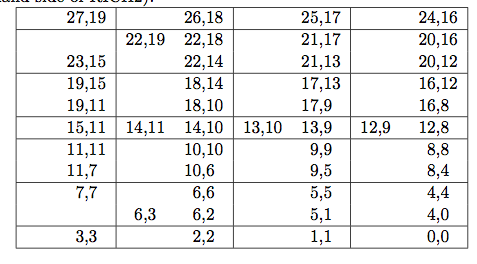 hand side of RICH2).
27,19 26,18 25,17 24,16
22,19 22,18 21,17 20,16
23,15 22,14 21,13 20,12
19,15 18,14 17,13 16,12
19,11 18,10 17,9 16,8
15,11 14,11 14,10 13,10 13,9 12,9 12,8
11,11 10,10 9,9 8,8
11,7 10,6 9,5 8,4
7,7 6,6 5,5 4,4
6,3 6,2 5,1 4,0
3,3 2,2 1,1 0,0